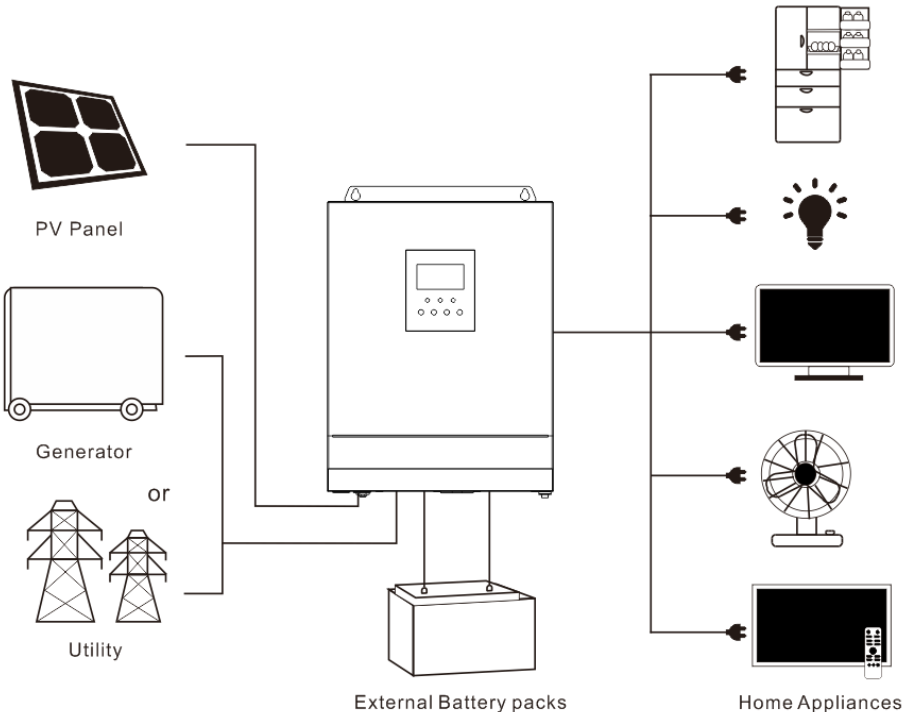 PV Panel
Generator
or
Utility
External Battery packs
Home Appliances